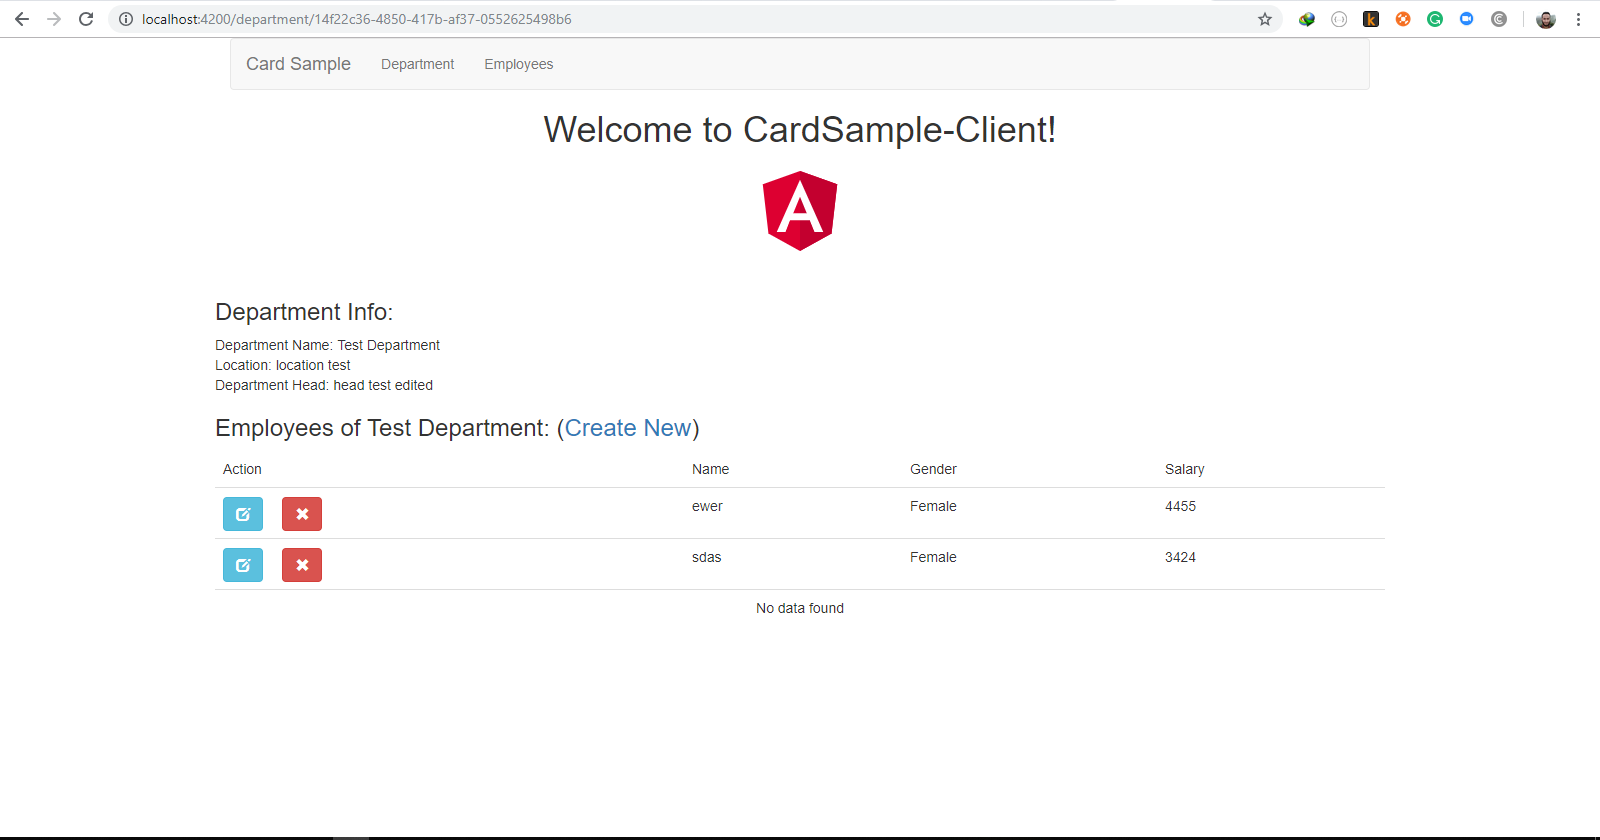 localhost:4200/department/14f22c36-4850-417b-af37-0552625498b6
Card Sample Department Employees
Welcome to CardSample-Client!
A
Department Info:
Department Name: Test Department
Location: location test
Department Head: head test edited
Employees of Test Department: (Create New)
Action Name Gender Salary
ewer Female 4455
sdas Female 3424
No data found